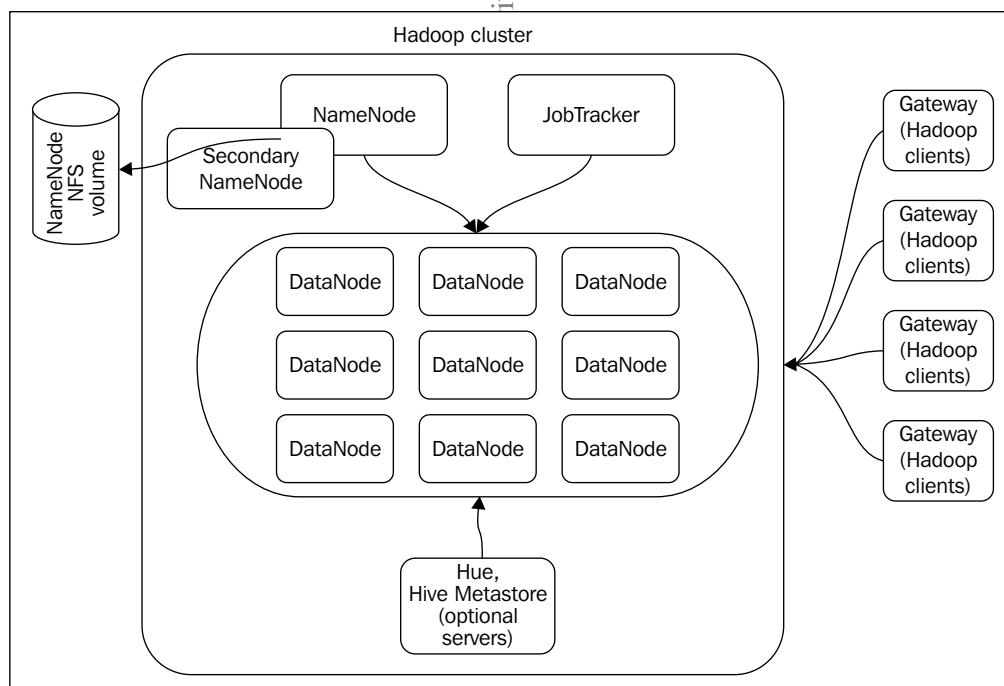 Hadoop cluster
NameNode
NFS
volume
NameNode
Secondary
NameNode
JobTracker
DataNode
DataNode
DataNode
DataNode
DataNode
DataNode
DataNode
DataNode
DataNode
Hue,
Hive Metastore
(optional
servers)
Gateway
(Hadoop
clients)
Gateway
(Hadoop
clients)
Gateway
(Hadoop
clients)
Gateway
(Hadoop
clients)